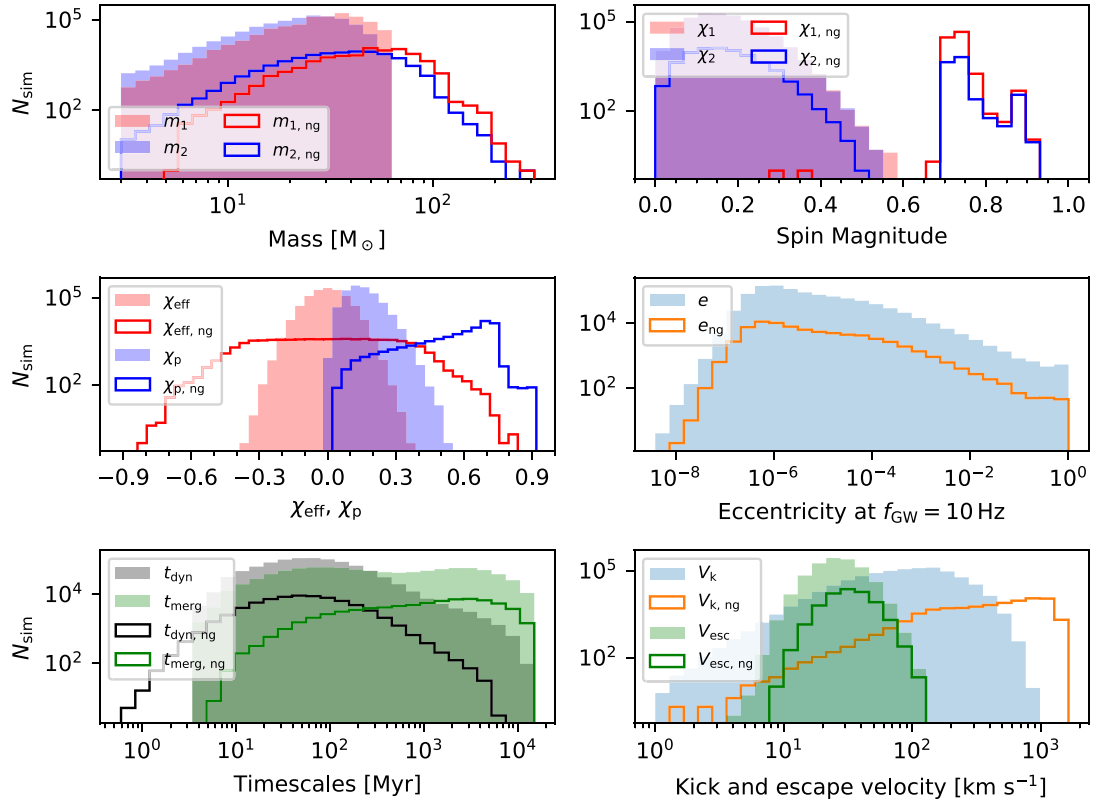 10^5
10^2
N_sim
m_1
m_2
m_1, ng
m_2, ng
10^1
10^2
Mass [M_⊙]
10^5
10^2
N_sim
χ_1
χ_2
χ_1, ng
χ_2, ng
0.0 0.2 0.4 0.6 0.8 1.0
Spin Magnitude
10^5
10^2
N_sim
χ_eff
χ_eff, ng
χ_p
χ_p, ng
−0.9 −0.6 −0.3 0.0 0.3 0.6 0.9
χ_eff, χ_p
10^4
10^2
N_sim
e
e_ng
10^−8 10^−6 10^−4 10^−2 10^0
Eccentricity at f_GW = 10 Hz
10^4
10^2
N_sim
t_dyn
t_merg
t_dyn, ng
t_merg, ng
10^0 10^1 10^2 10^3 10^4
Timescales [Myr]
10^5
10^2
N_sim
V_k
V_k, ng
V_esc
V_esc, ng
10^0 10^1 10^2 10^3
Kick and escape velocity [km s^−1]